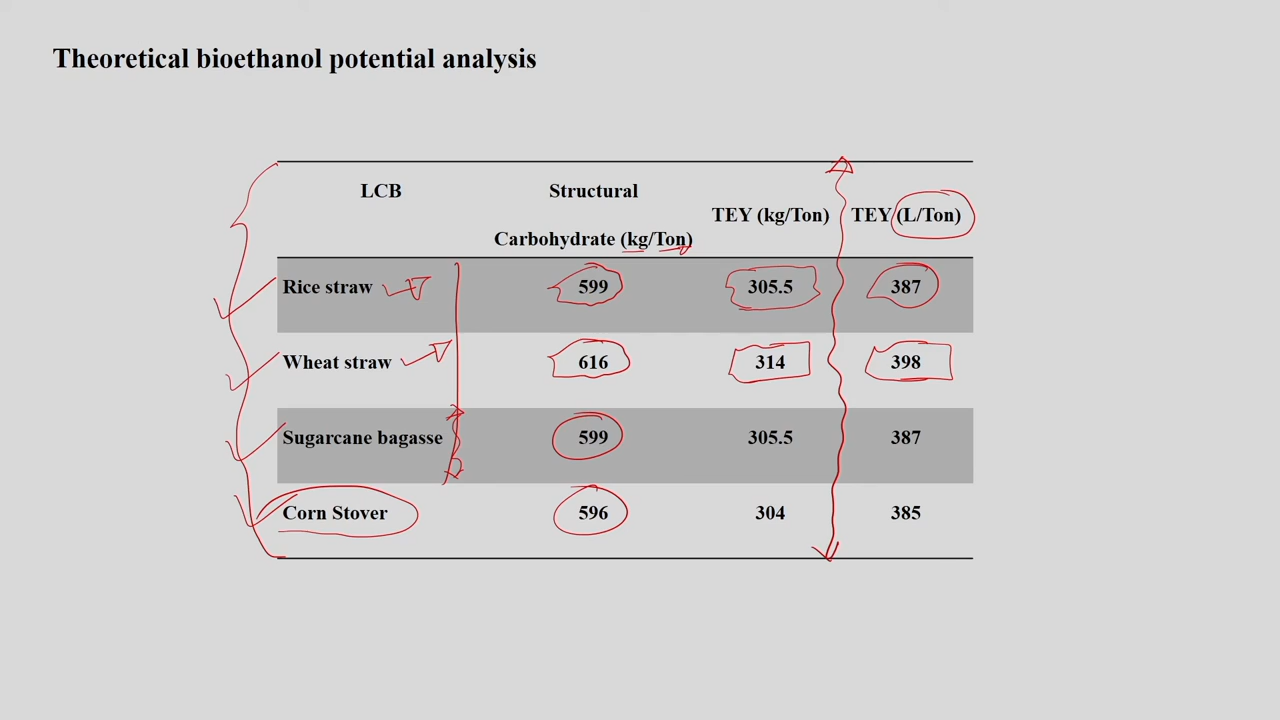 Theoretical bioethanol potential analysis
LCB Structural Carbohydrate (kg/Ton) TEY (kg/Ton) TEY (L/Ton)
Rice straw 599 305.5 387
Wheat straw 616 314 398
Sugarcane bagasse 599 305.5 387
Corn Stover 596 304 385